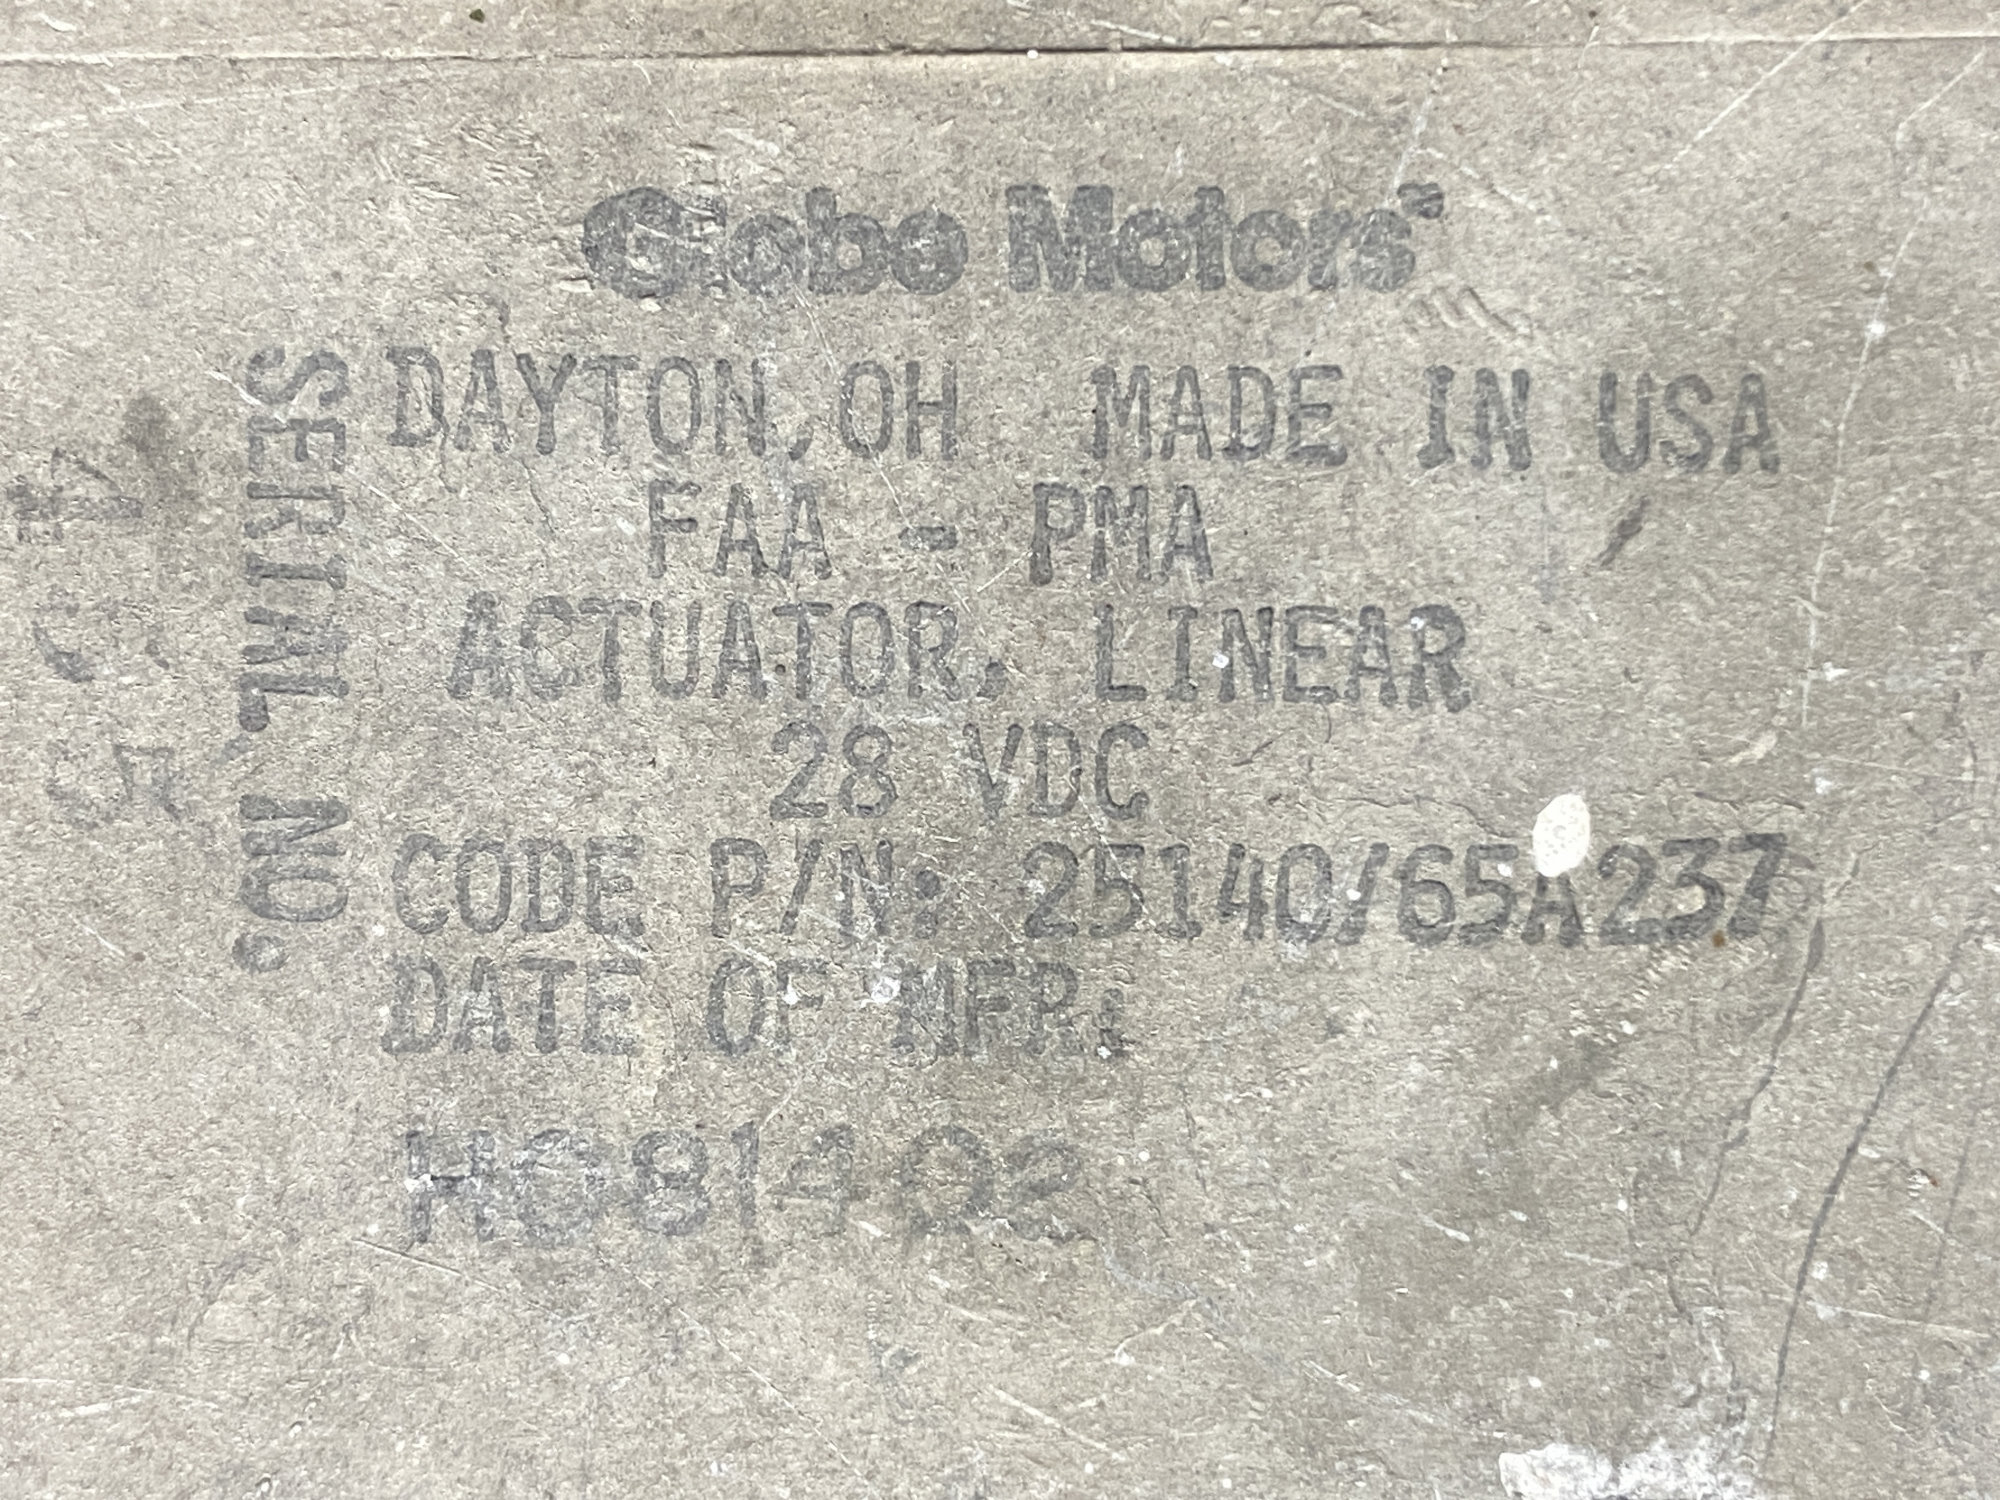 Globe Motors
DAYTON, OH MADE IN USA
FAA - PMA
ACTUATOR, LINEAR
28 VDC
CODE P/N: 25140/65A237
DATE OF MFR:
SERIAL NO.